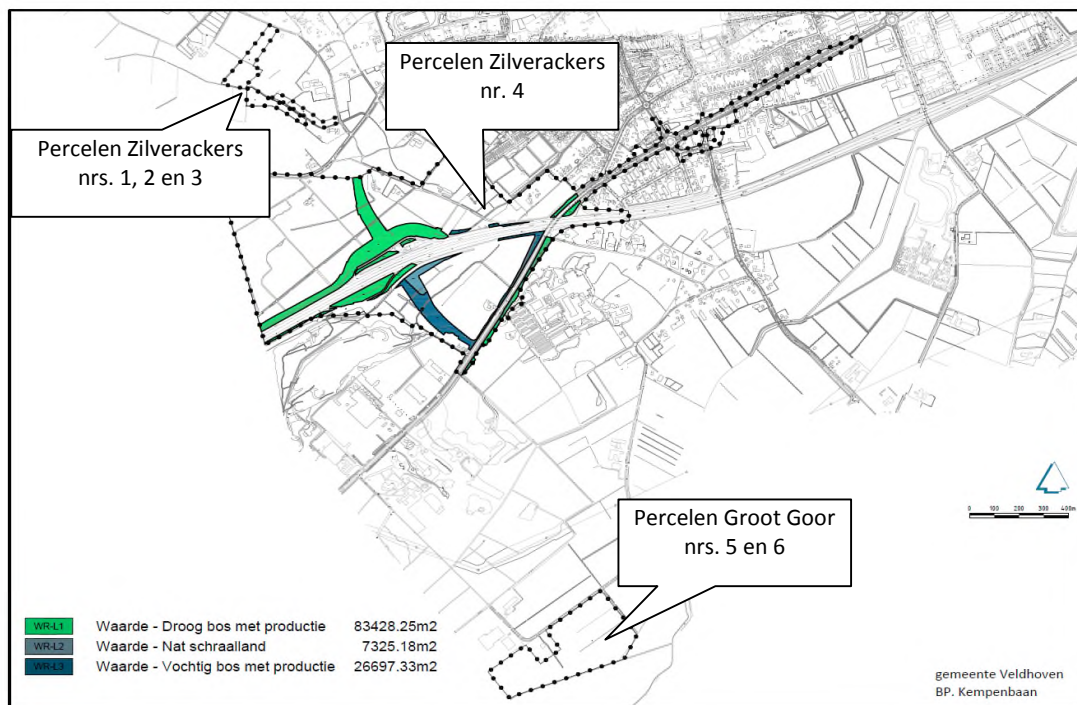 Percelen Zilverackers
nr. 4
Percelen Zilverackers
nrs. 1, 2 en 3
Percelen Groot Goor
nrs. 5 en 6
0 100 200 300 400m
WR-L1 Waarde - Droog bos met productie 83428.25m2
WR-L2 Waarde - Nat schraalland 7325.18m2
WR-L3 Waarde - Vochtig bos met productie 26697.33m2
gemeente Veldhoven
BP. Kempenbaan